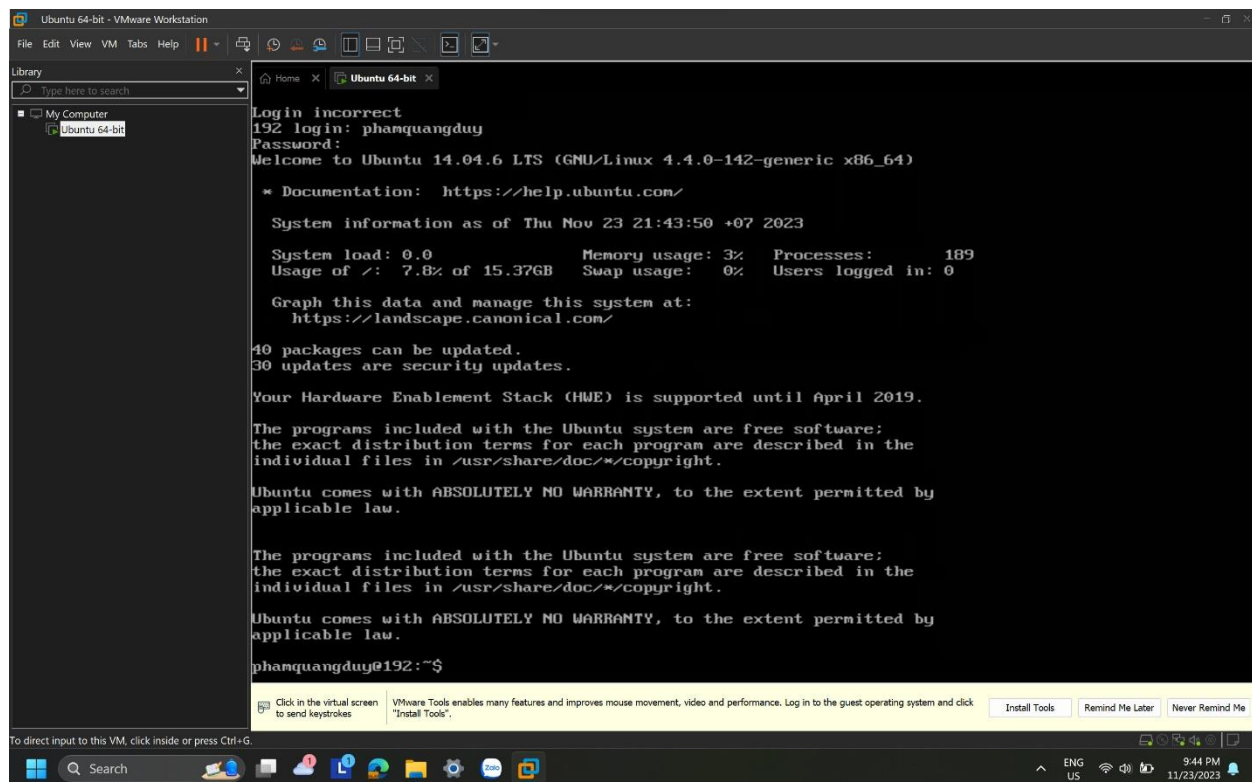 Ubuntu 64-bit - VMware Workstation
File Edit View VM Tabs Help
Library
Type here to search
My Computer
Ubuntu 64-bit
Home
Ubuntu 64-bit
Login incorrect
192 login: phamquangduy
Password:
Welcome to Ubuntu 14.04.6 LTS (GNU/Linux 4.4.0-142-generic x86_64)
* Documentation: https://help.ubuntu.com/
System information as of Thu Nov 23 21:43:50 +07 2023
System load: 0.0 Memory usage: 3% Processes: 189
Usage of /: 7.8% of 15.37GB Swap usage: 0% Users logged in: 0
Graph this data and manage this system at:
https://landscape.canonical.com/
40 packages can be updated.
30 updates are security updates.
Your Hardware Enablement Stack (HWE) is supported until April 2019.
The programs included with the Ubuntu system are free software;
the exact distribution terms for each program are described in the
individual files in /usr/share/doc/*/copyright.
Ubuntu comes with ABSOLUTELY NO WARRANTY, to the extent permitted by
applicable law.
The programs included with the Ubuntu system are free software;
the exact distribution terms for each program are described in the
individual files in /usr/share/doc/*/copyright.
Ubuntu comes with ABSOLUTELY NO WARRANTY, to the extent permitted by
applicable law.
phamquangduy@192:~$
Click in the virtual screen
to send keystrokes
VMware Tools enables many features and improves mouse movement, video and performance. Log in to the guest operating system and click
"Install Tools".
Install Tools
Remind Me Later
Never Remind Me
To direct input to this VM, click inside or press Ctrl+G.
Search
Zalo
ENG
US
9:44 PM
11/23/2023